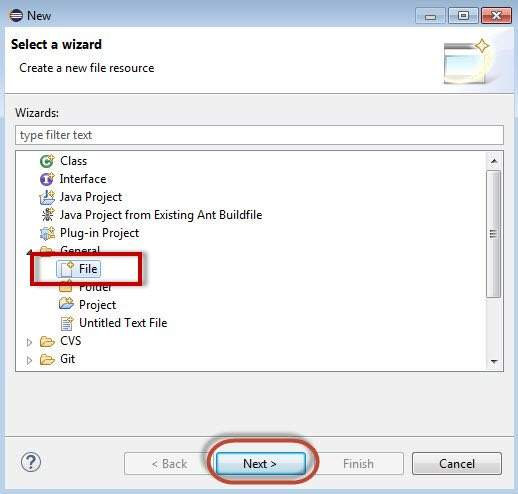 New
Select a wizard
Create a new file resource
Wizards:
type filter text
Class
Interface
Java Project
Java Project from Existing Ant Buildfile
Plug-in Project
General
File
Folder
Project
Untitled Text File
CVS
Git
? < Back Next > Finish Cancel